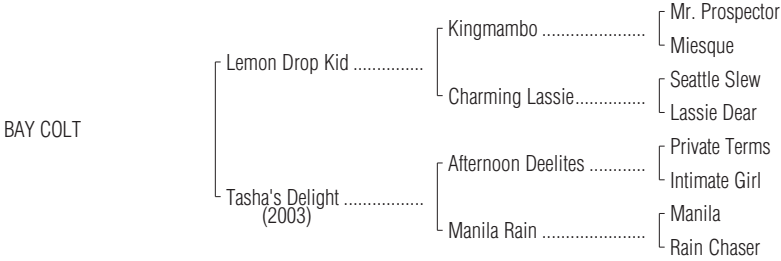 Mr. Prospector
Kingmambo ......................
Miesque
Lemon Drop Kid ...............
Seattle Slew
Charming Lassie...............
Lassie Dear
BAY COLT
Private Terms
Afternoon Deelites ............
Intimate Girl
Tasha's Delight .................
(2003)
Manila
Manila Rain ......................
Rain Chaser